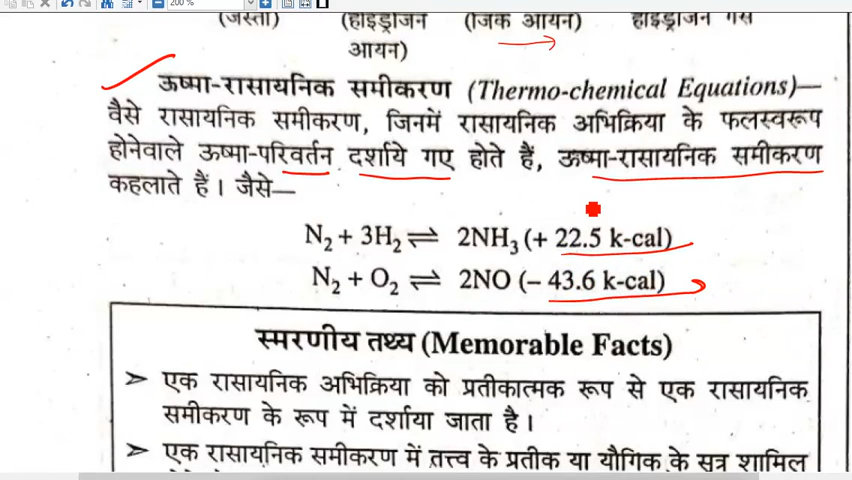 200 %
(जस्ता) (हाइड्रोजन (जिंक आयन) हाइड्रोजन गैस
आयन)
ऊष्मा-रासायनिक समीकरण (Thermo-chemical Equations)—
वैसे रासायनिक समीकरण, जिनमें रासायनिक अभिक्रिया के फलस्वरूप
होनेवाले ऊष्मा-परिवर्तन दर्शाये गए होते हैं, ऊष्मा-रासायनिक समीकरण
कहलाते हैं। जैसे—
N₂ + 3H₂ ⇌ 2NH₃ (+ 22.5 k-cal)
N₂ + O₂ ⇌ 2NO (– 43.6 k-cal)
स्मरणीय तथ्य (Memorable Facts)
➢ एक रासायनिक अभिक्रिया को प्रतीकात्मक रूप से एक रासायनिक
समीकरण के रूप में दर्शाया जाता है।
➢ एक रासायनिक समीकरण में तत्त्व के प्रतीक या यौगिक के सूत्र शामिल